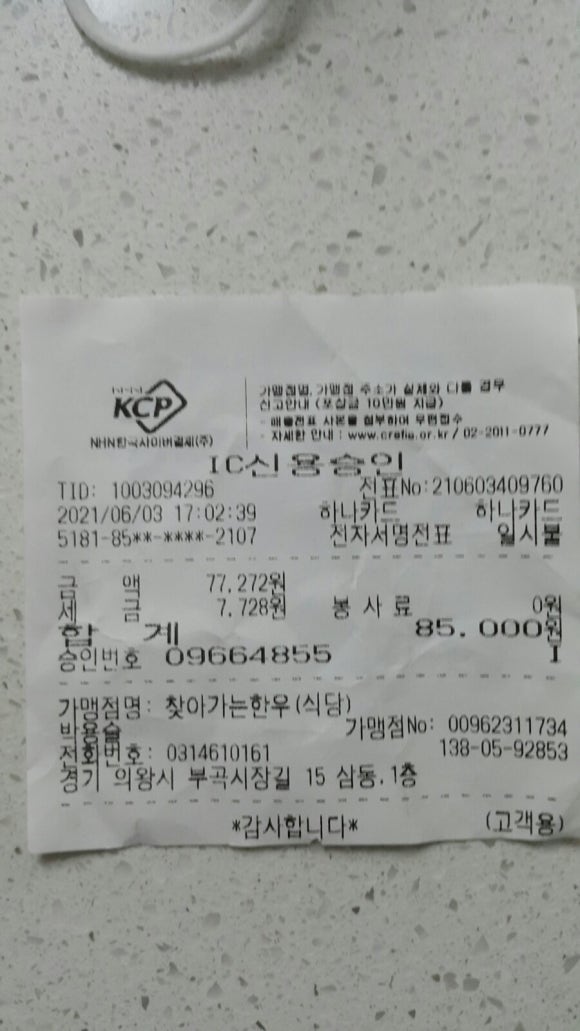 KCP
NHN한국사이버결제(주)
가맹점명, 가맹점 주소가 실제와 다를 경우
신고안내 (포상금 10만원 지급)
- 매출전표 사본을 첨부하여 우편접수
- 자세한 안내 : www.crefia.or.kr / 02-2011-0777
IC신용승인
TID: 1003094296 전표No:210603409760
2021/06/03 17:02:39 하나카드 하나카드
5181-85**-****-2107 전자서명전표 일시불
금 액 77,272원
세 금 7,728원 봉 사 료 0원
합 계 85,000원
승인번호 09664855 I
가맹점명: 찾아가는한우(식당)
박용술 가맹점No: 00962311734
전화번호: 0314610161 138-05-92853
경기 의왕시 부곡시장길 15 삼동,1층
*감사합니다* (고객용)